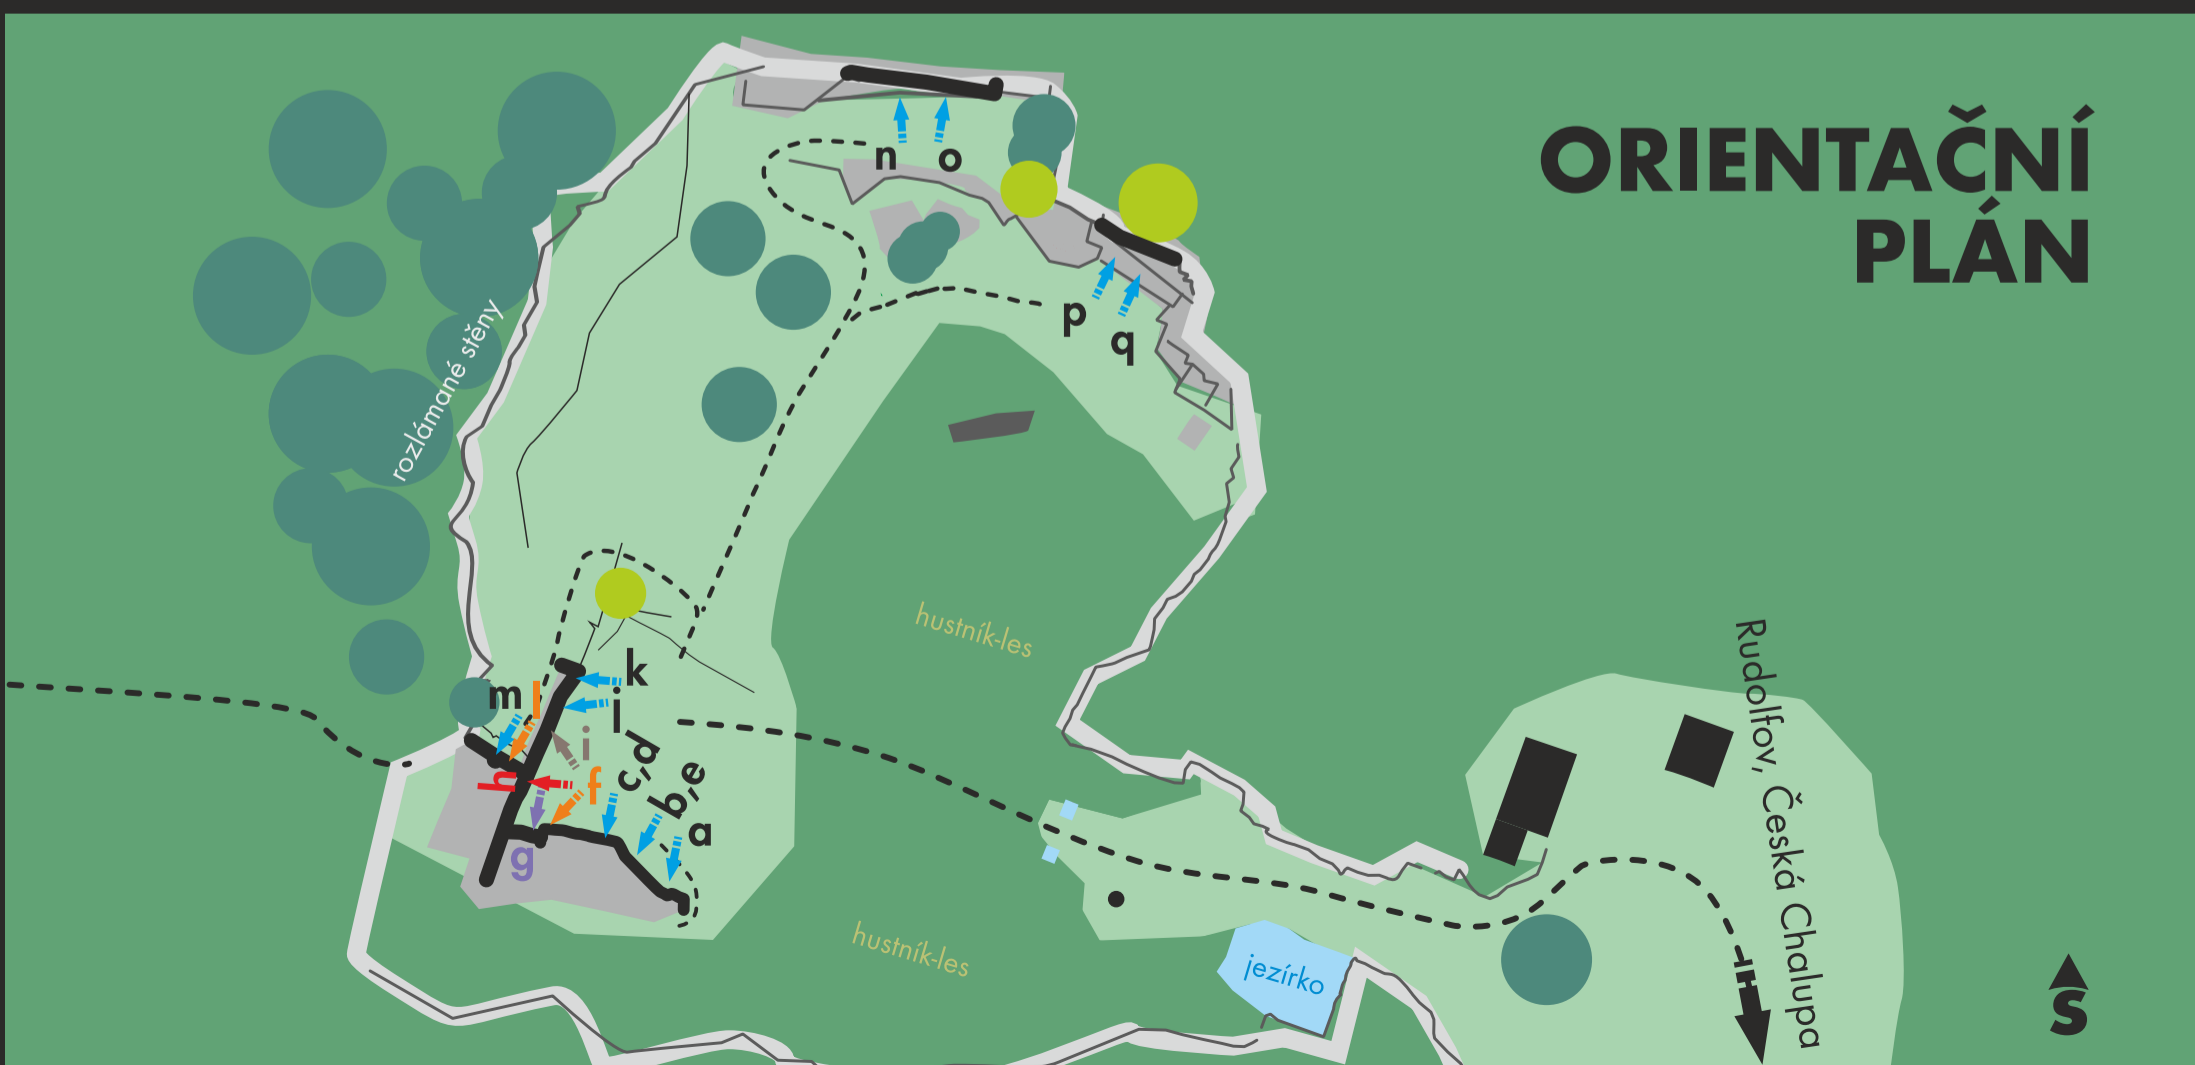 ORIENTAČNÍ
PLÁN
n
o
p
q
rozlámané stěny
hustník-les
k
m
l
j
i
c,d
h
f
b,e
a
g
hustník-les
jezírko
Rudolfov, Česká Chalupa
S